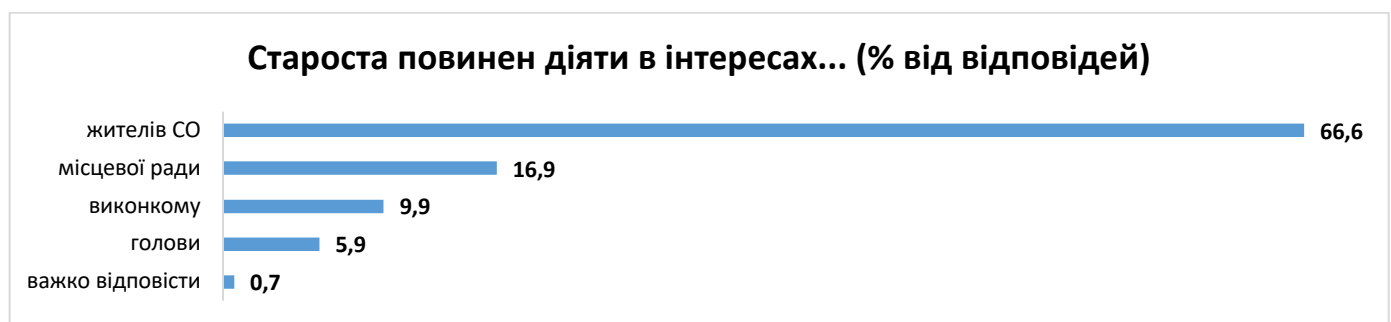 Староста повинен діяти в інтересах... (% від відповідей)
жителів СО 66,6
місцевої ради 16,9
виконкому 9,9
голови 5,9
важко відповісти 0,7